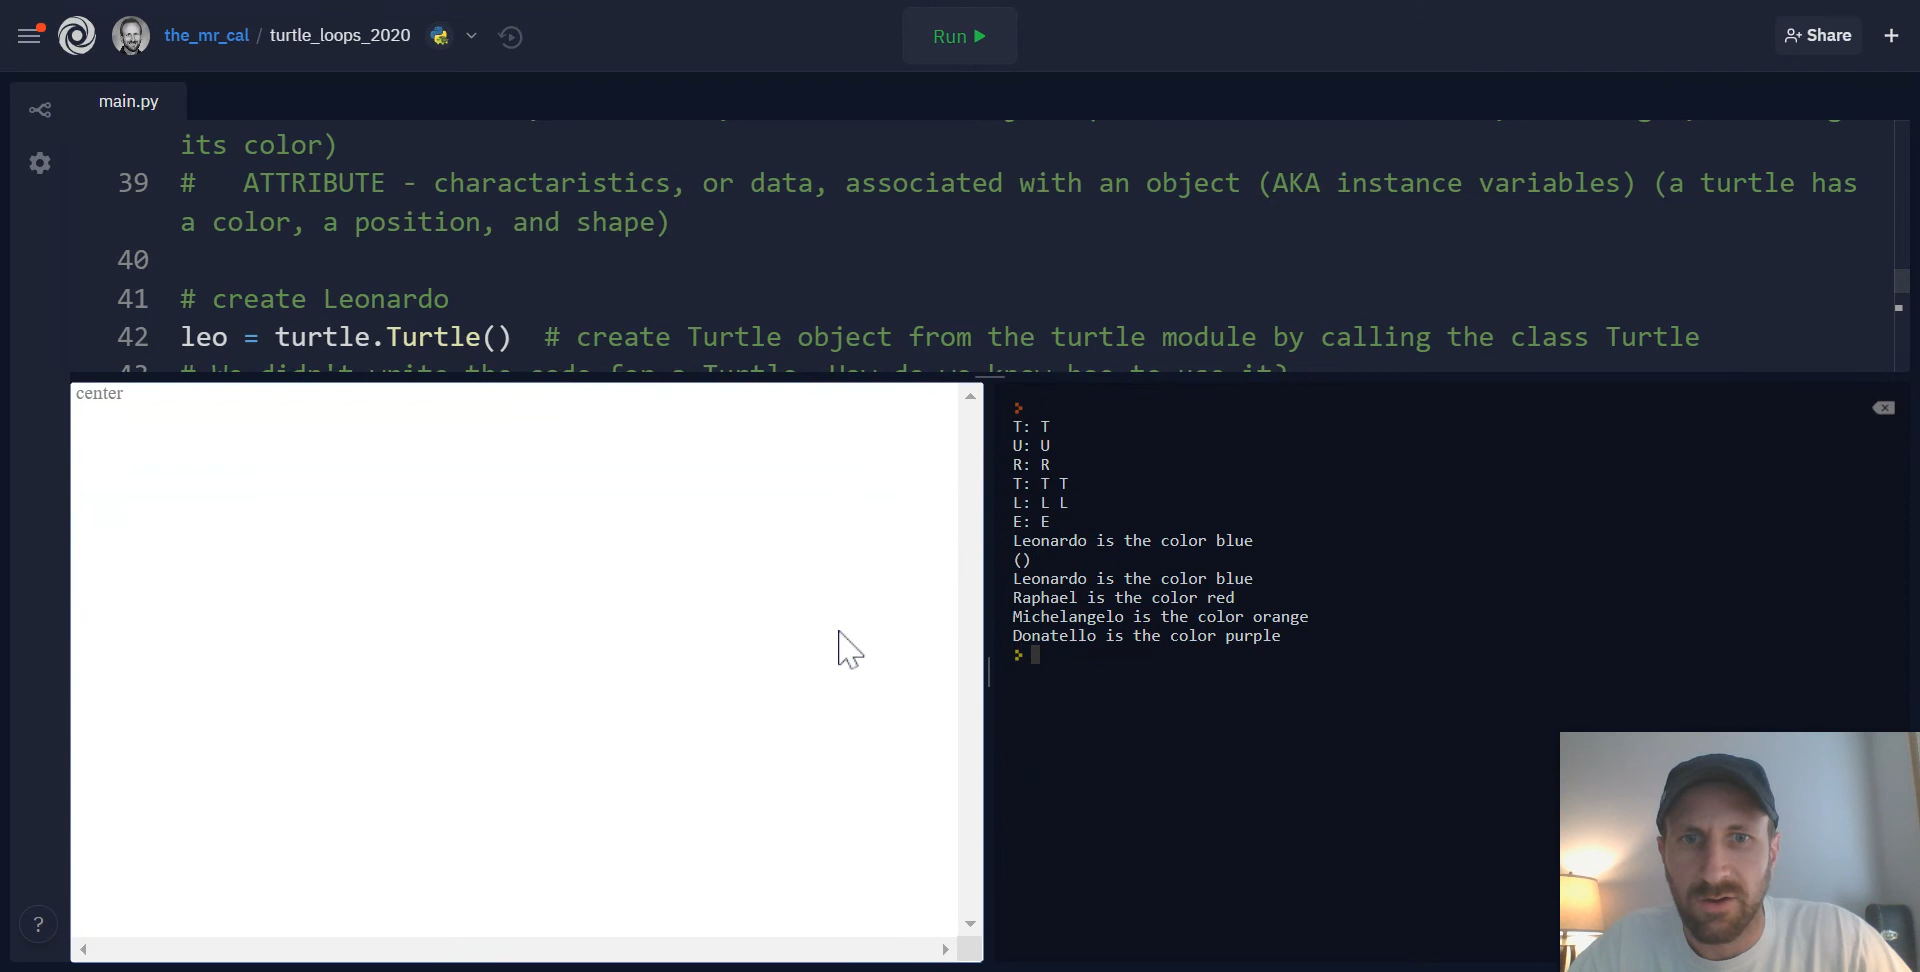 the_mr_cal / turtle_loops_2020
Run
Share
+
main.py
its color)
39 # ATTRIBUTE - charactaristics, or data, associated with an object (AKA instance variables) (a turtle has
a color, a position, and shape)
40
41 # create Leonardo
42 leo = turtle.Turtle() # create Turtle object from the turtle module by calling the class Turtle
center
T: T
U: U
R: R
T: T T
L: L L
E: E
Leonardo is the color blue
()
Leonardo is the color blue
Raphael is the color red
Michelangelo is the color orange
Donatello is the color purple
?